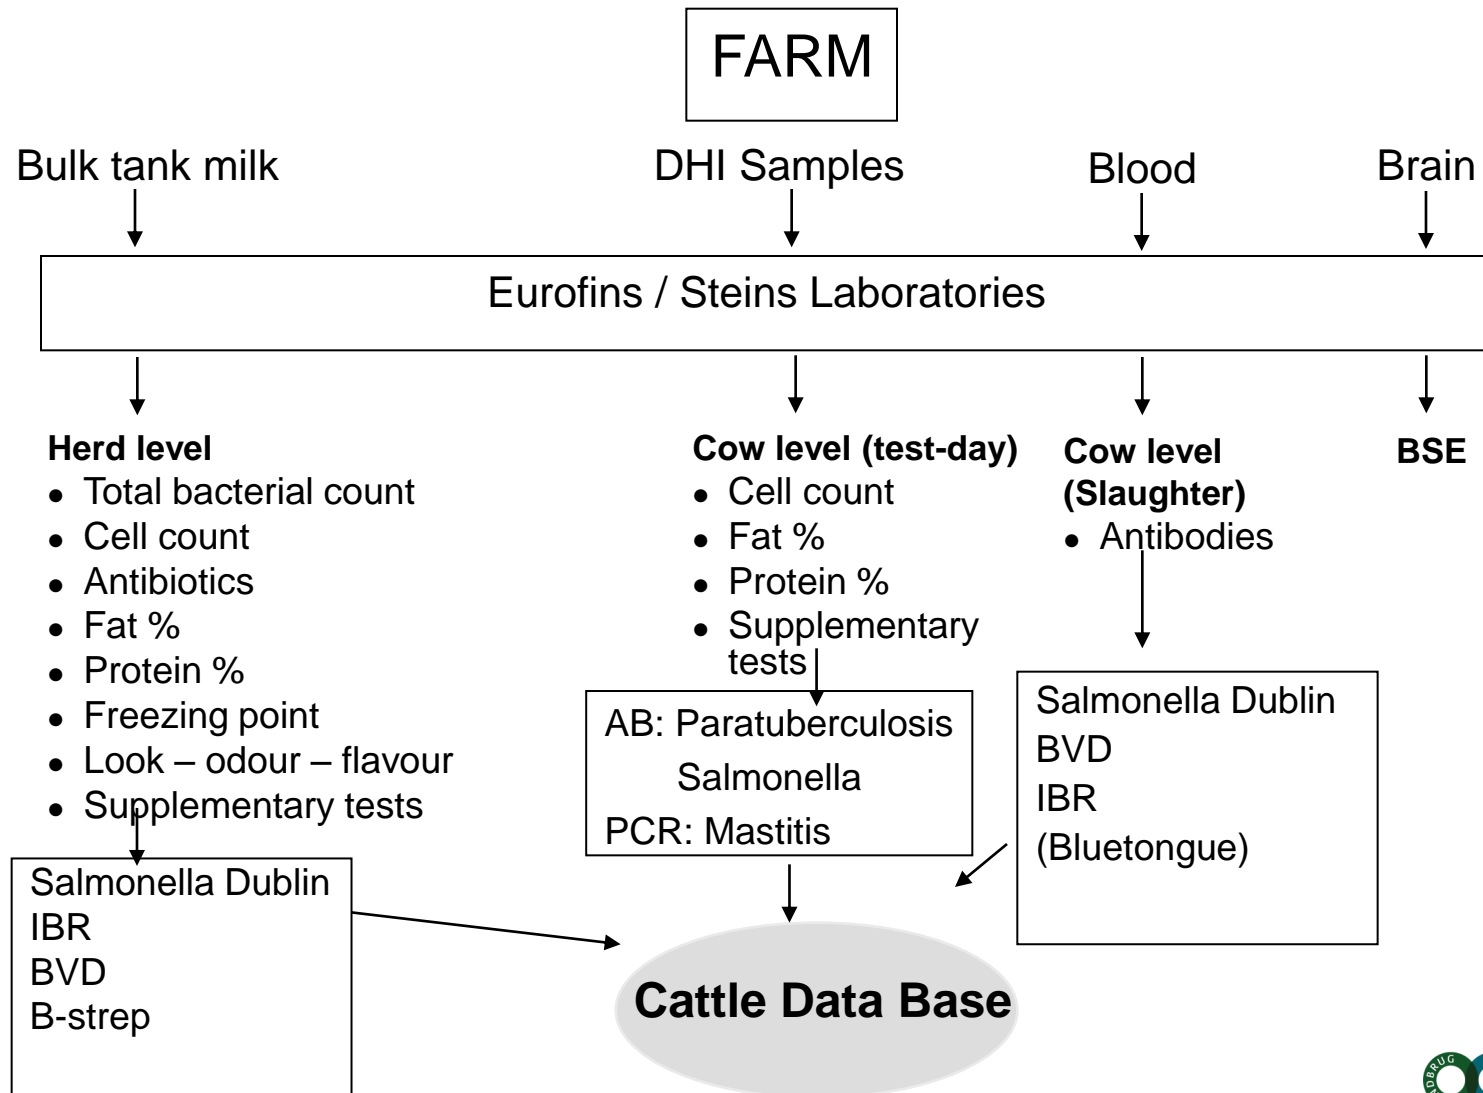 FARM
Bulk tank milk
DHI Samples
Blood
Brain
Eurofins / Steins Laboratories
Herd level
• Total bacterial count
• Cell count
• Antibiotics
• Fat %
• Protein %
• Freezing point
• Look – odour – flavour
• Supplementary tests
Salmonella Dublin
IBR
BVD
B-strep
Cow level (test-day)
• Cell count
• Fat %
• Protein %
• Supplementary
tests
AB: Paratuberculosis
Salmonella
PCR: Mastitis
Cow level
(Slaughter)
• Antibodies
Salmonella Dublin
BVD
IBR
(Bluetongue)
BSE
Cattle Data Base